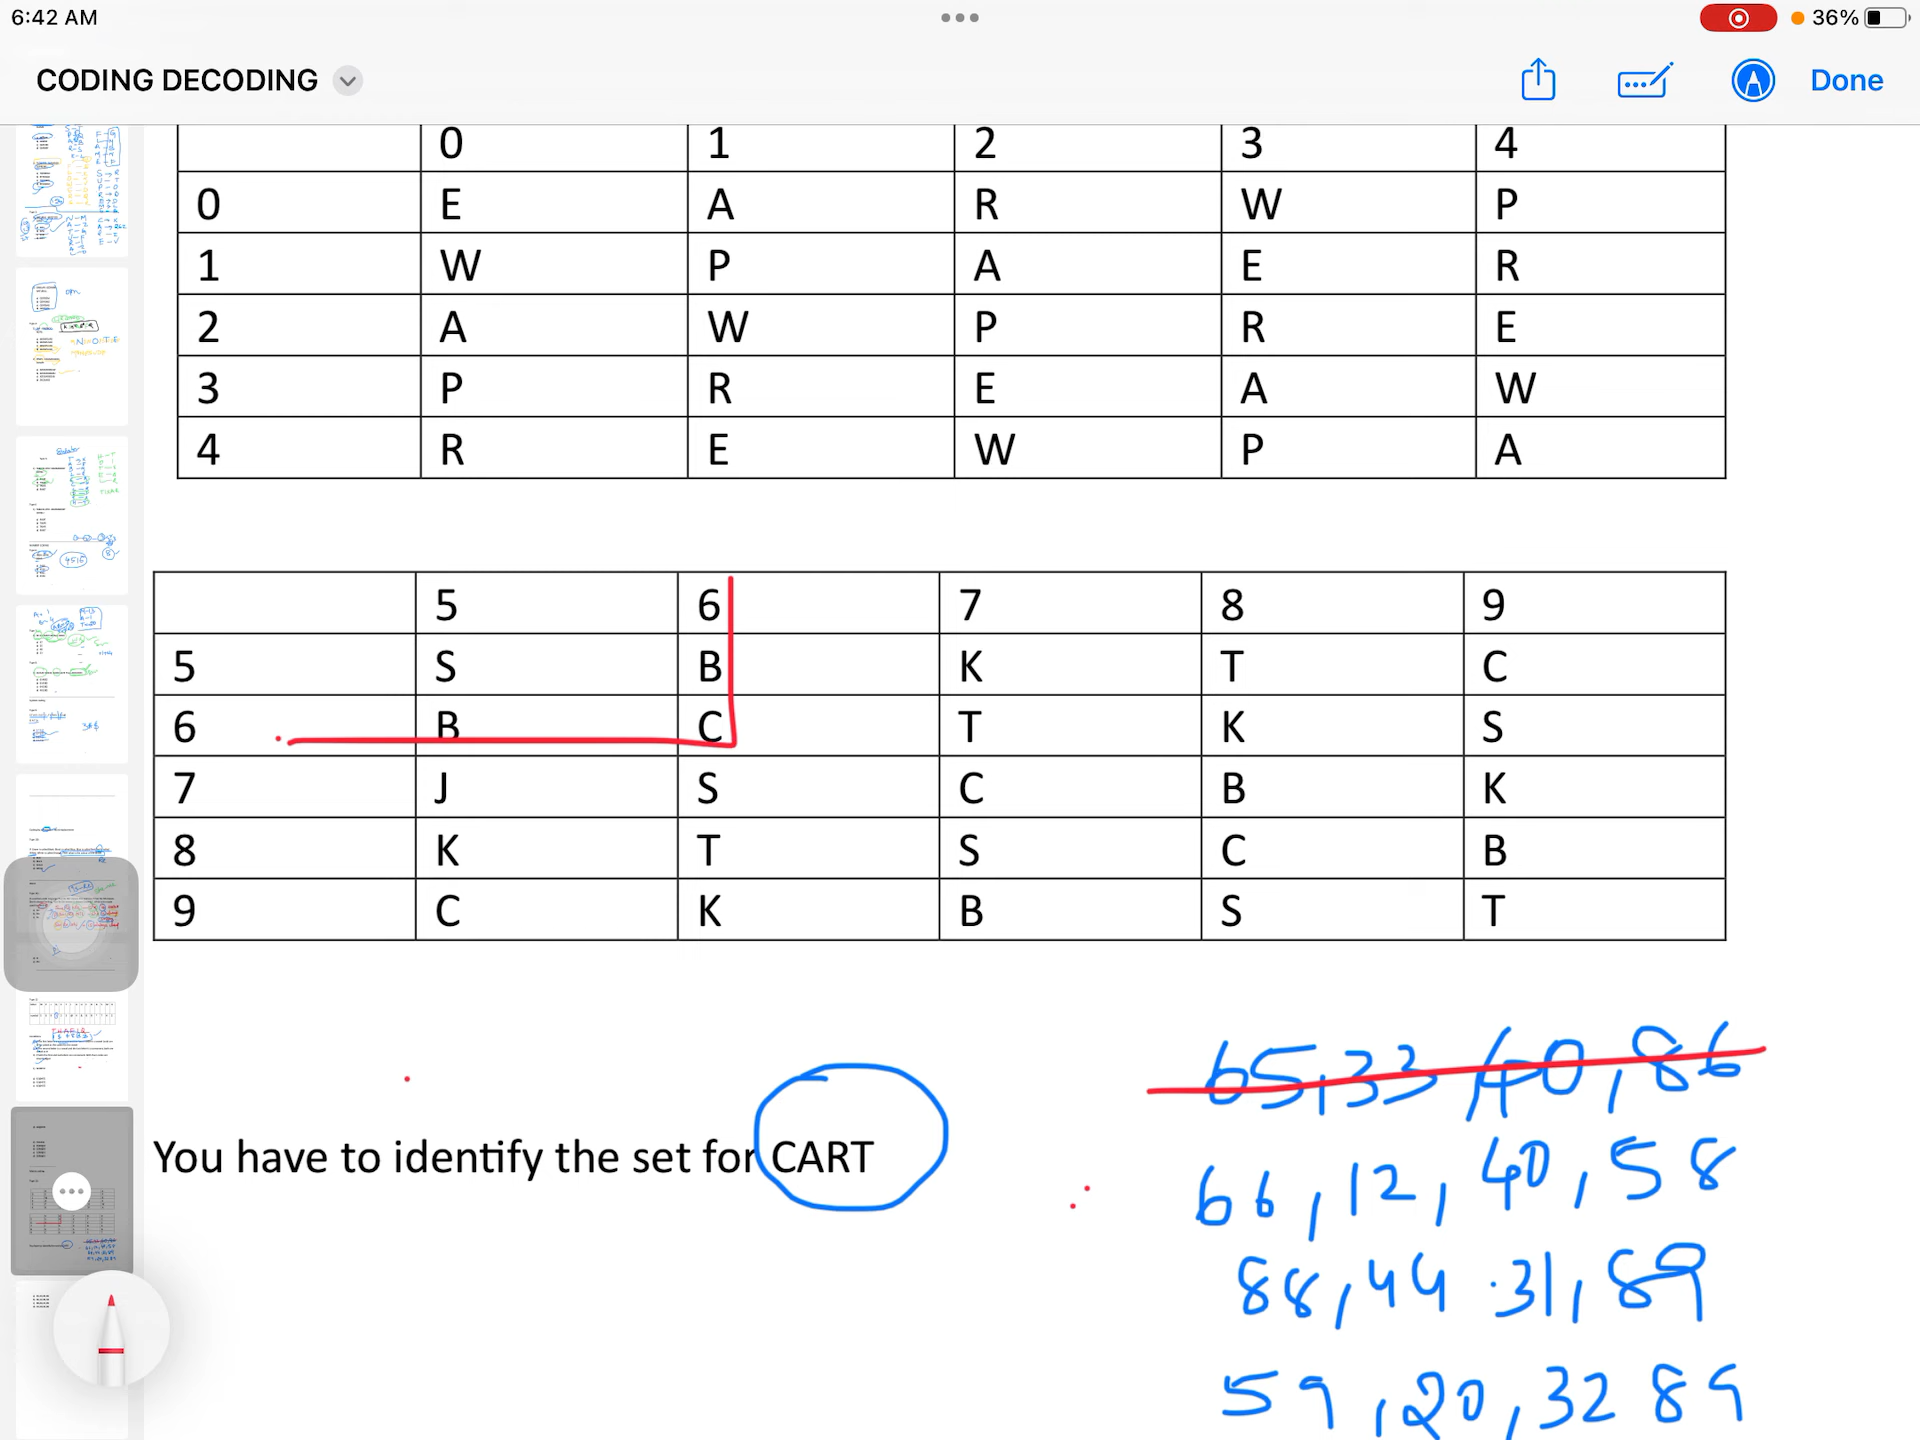 6:42 AM
36%
CODING DECODING
Done
0 1 2 3 4
0 E A R W P
1 W P A E R
2 A W P R E
3 P R E A W
4 R E W P A
5 6 7 8 9
5 S B K T C
6 B C T K S
7 J S C B K
8 K T S C B
9 C K B S T
65,33,40,86
You have to identify the set for CART
66,12,40,58
88,44 31,89
59,20,32 89